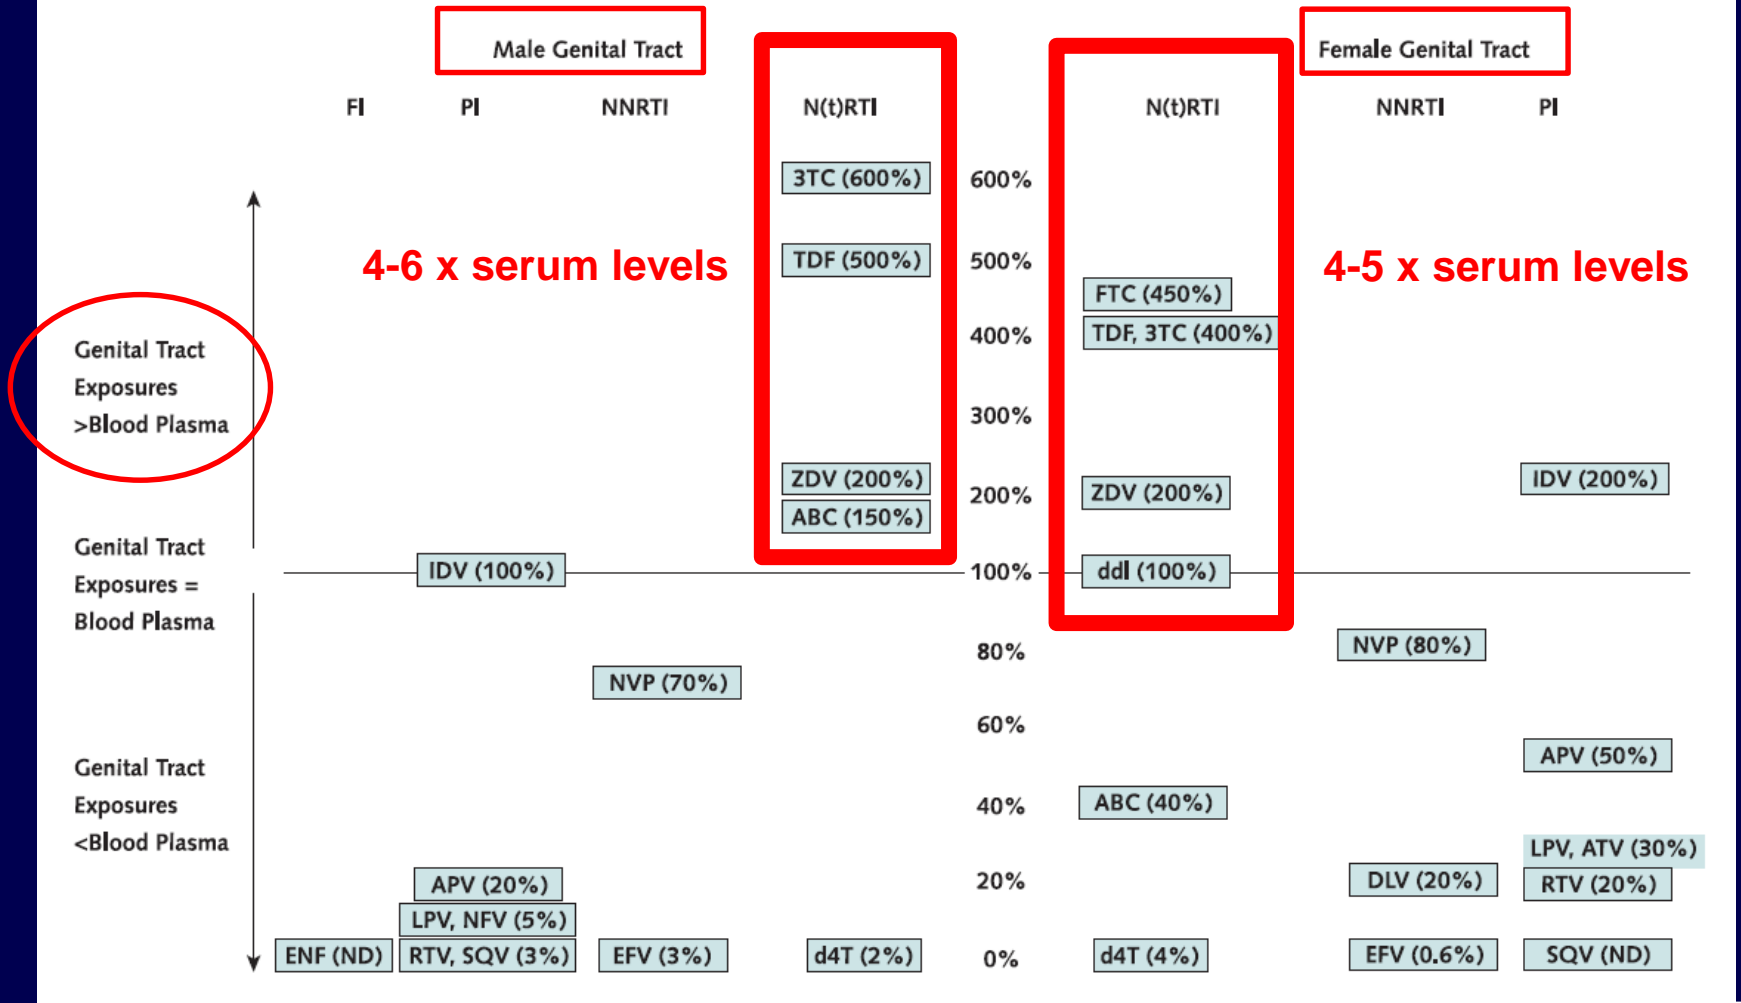 Male Genital Tract
Female Genital Tract
FI PI NNRTI N(t)RTI N(t)RTI NNRTI PI
3TC (600%) 600%
4-6 x serum levels TDF (500%) 500% 4-5 x serum levels
FTC (450%)
TDF, 3TC (400%)
400%
Genital Tract
Exposures
>Blood Plasma
300%
ZDV (200%) 200% ZDV (200%) IDV (200%)
ABC (150%)
Genital Tract
Exposures =
Blood Plasma
IDV (100%) 100% ddI (100%)
80% NVP (80%)
NVP (70%)
60%
APV (50%)
Genital Tract
Exposures
<Blood Plasma
40% ABC (40%)
LPV, ATV (30%)
APV (20%) 20% DLV (20%) RTV (20%)
LPV, NFV (5%)
ENF (ND) RTV, SQV (3%) EFV (3%) d4T (2%) 0% d4T (4%) EFV (0.6%) SQV (ND)